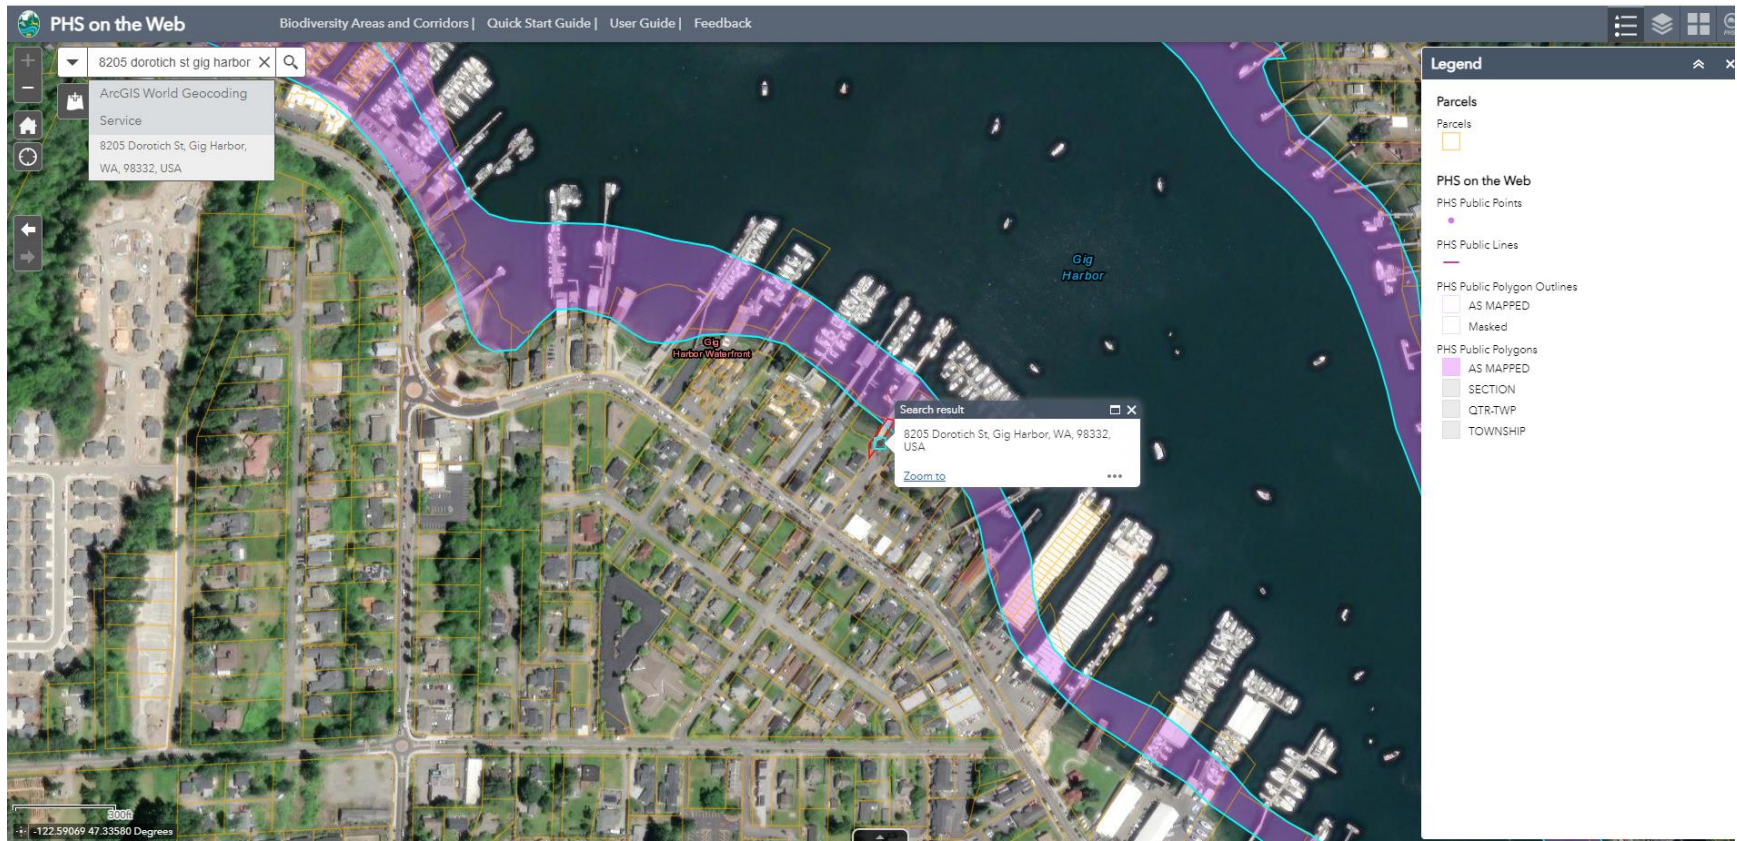 PHS on the Web
Biodiversity Areas and Corridors | Quick Start Guide | User Guide | Feedback
8205 dorotich st gig harbor
ArcGIS World Geocoding
Service
8205 Dorotich St, Gig Harbor,
WA, 98332, USA
Gig
Harbor
Gig
Harbor Waterfront
Search result
8205 Dorotich St, Gig Harbor, WA, 98332,
USA
Zoom to
Legend
Parcels
Parcels
PHS on the Web
PHS Public Points
PHS Public Lines
PHS Public Polygon Outlines
AS MAPPED
Masked
PHS Public Polygons
AS MAPPED
SECTION
QTR-TWP
TOWNSHIP
300ft
-122.59069 47.33580 Degrees